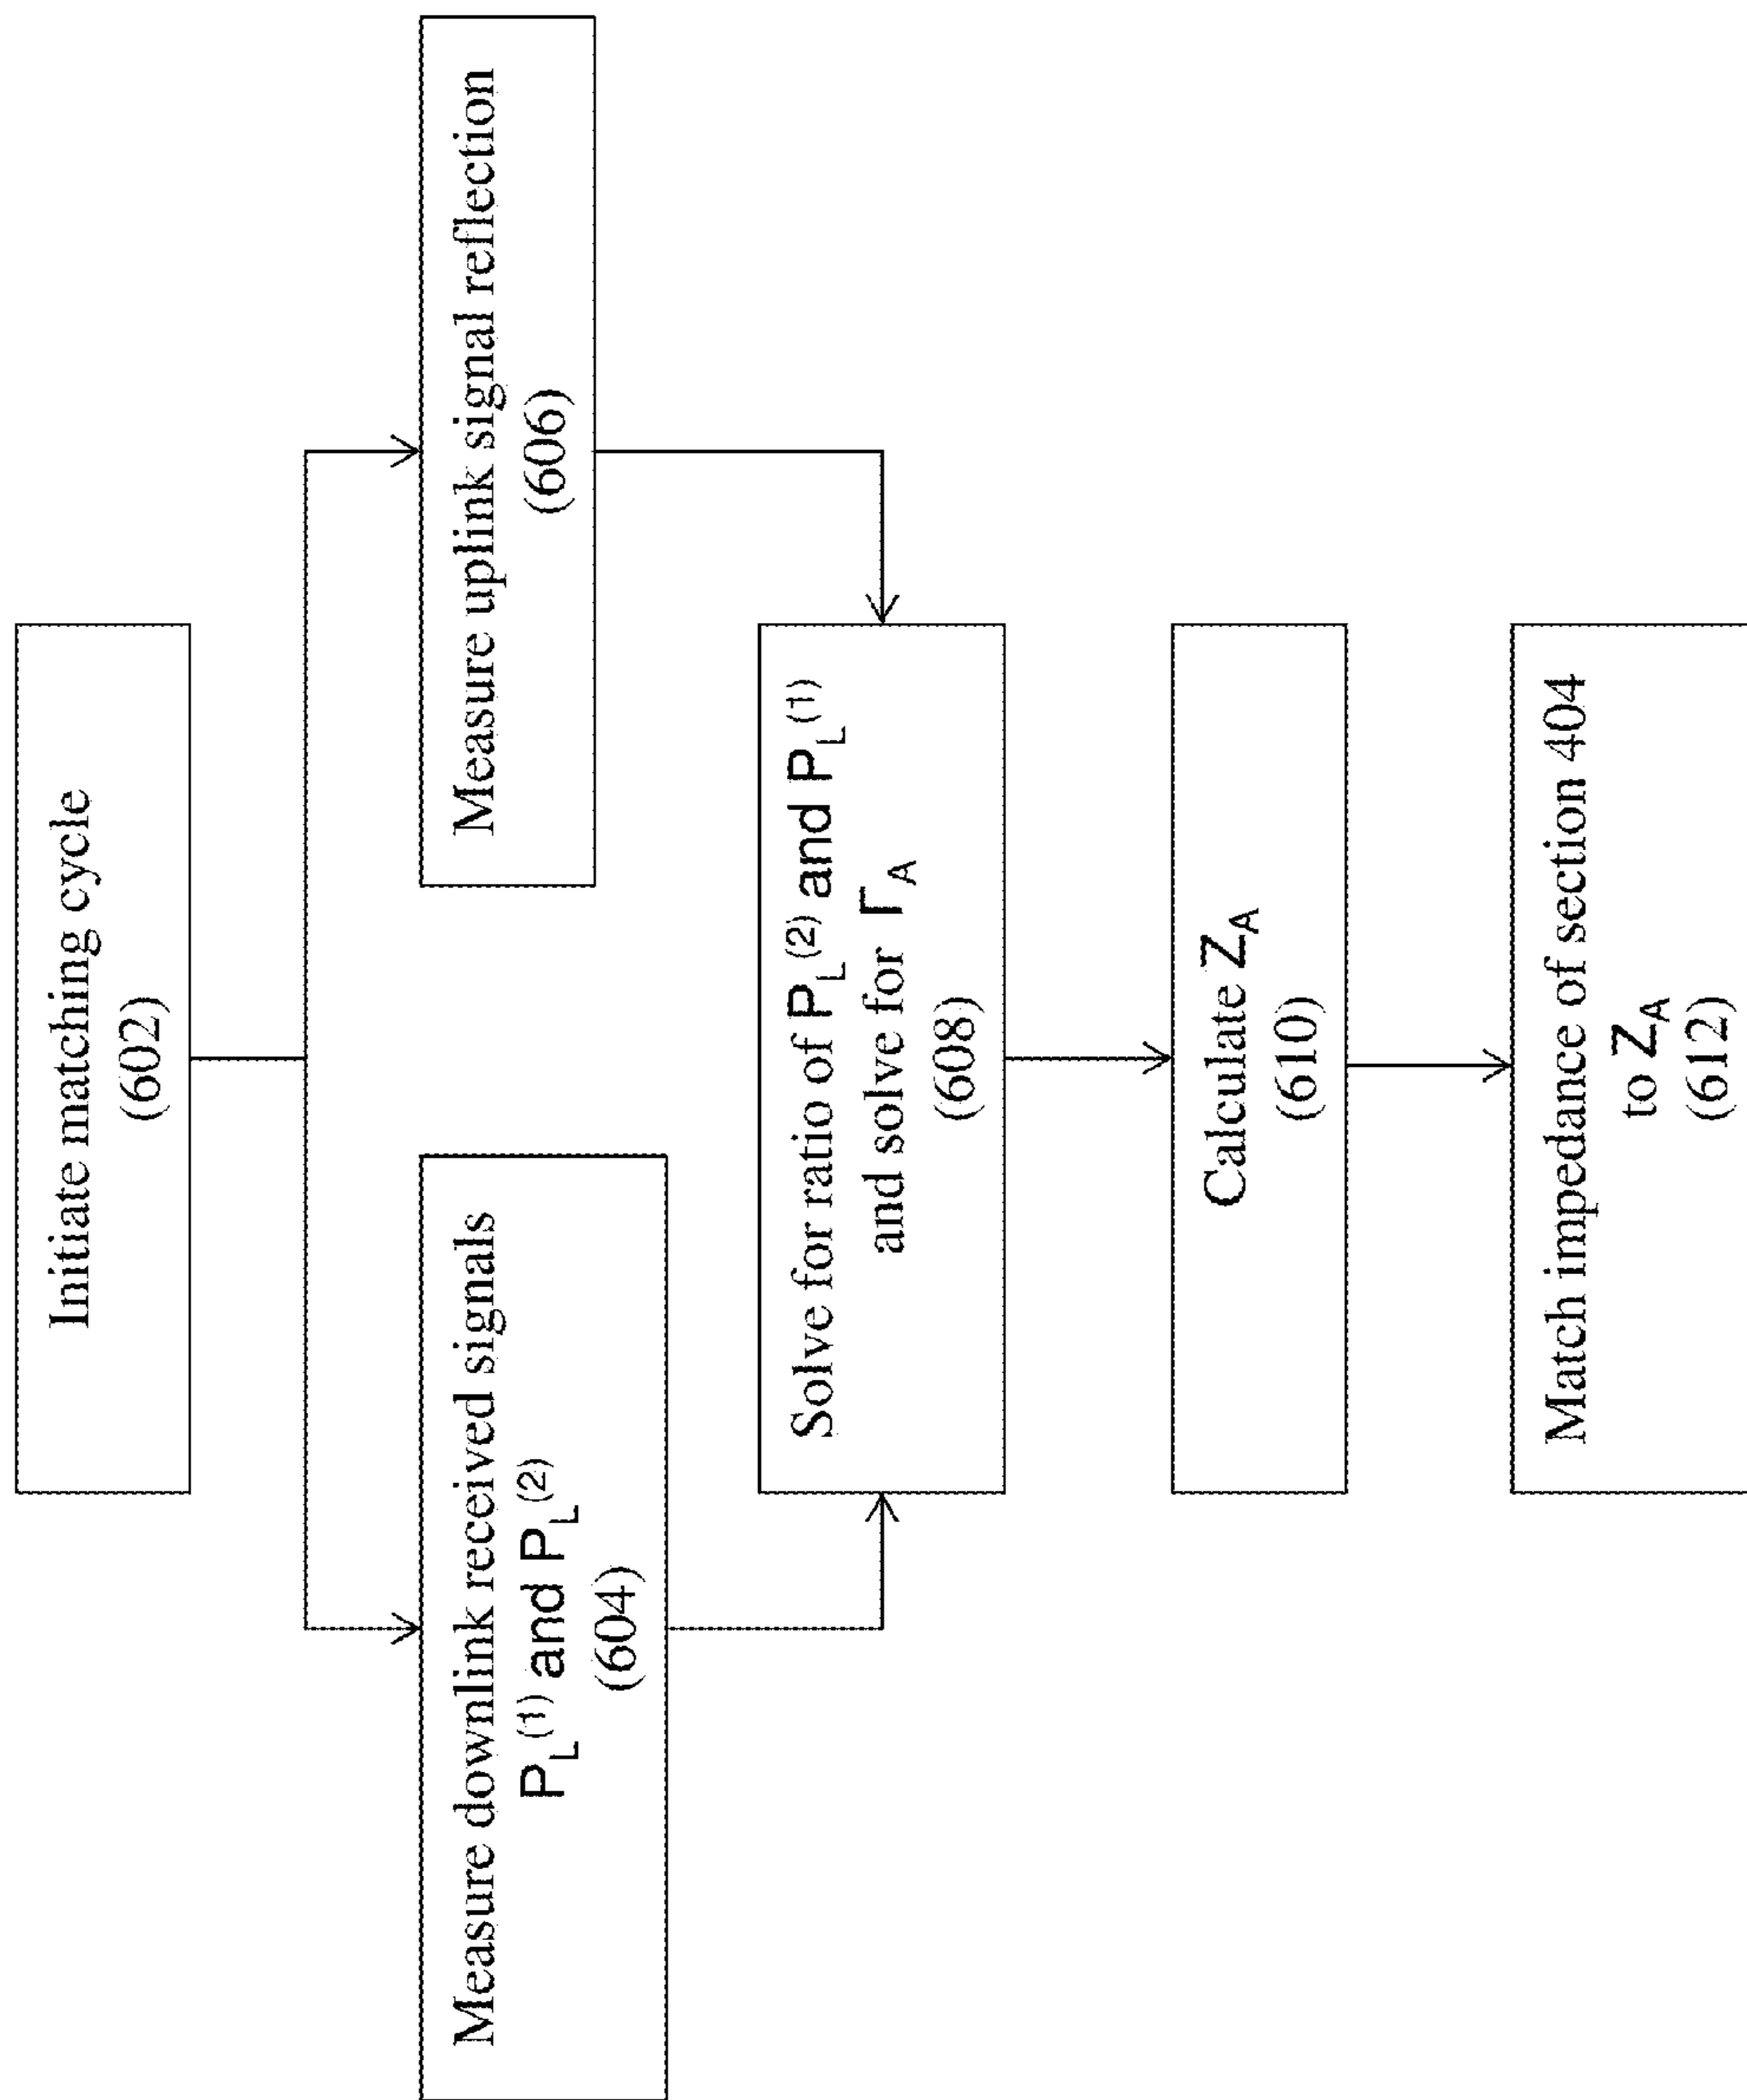 Initiate matching cycle
(602)
Measure downlink received signals
P_L^(1) and P_L^(2)
(604)
Measure uplink signal reflection
(606)
Solve for ratio of P_L^(2) and P_L^(1)
and solve for Γ_A
(608)
Calculate Z_A
(610)
Match impedance of section 404
to Z_A
(612)